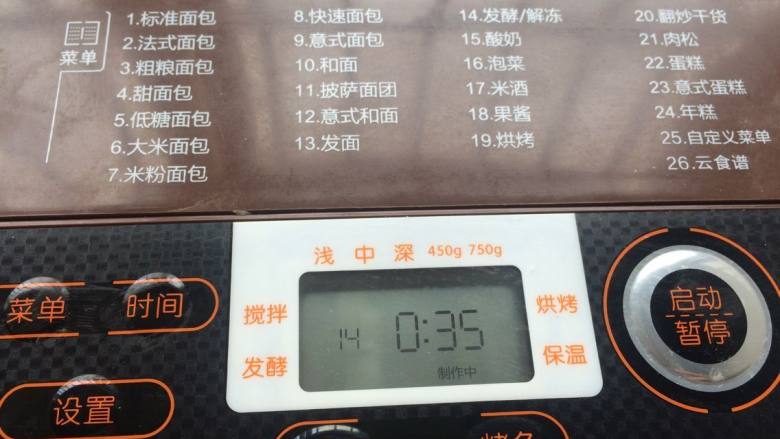 菜单
1.标准面包
2.法式面包
3.粗粮面包
4.甜面包
5.低糖面包
6.大米面包
7.米粉面包
8.快速面包
9.意式面包
10.和面
11.披萨面团
12.意式和面
13.发面
14.发酵/解冻
15.酸奶
16.泡菜
17.米酒
18.果酱
19.烘烤
20.翻炒干货
21.肉松
22.蛋糕
23.意式蛋糕
24.年糕
25.自定义菜单
26.云食谱
浅 中 深 450g 750g
搅拌
发酵
14 0:35
制作中
烘烤
保温
菜单
时间
设置
启动
暂停